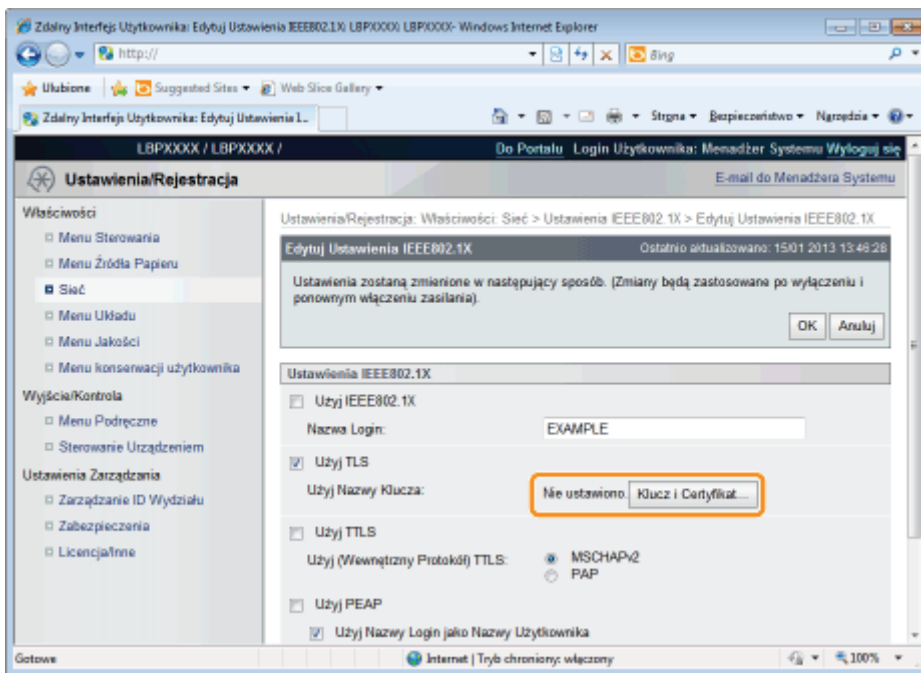 Zdalny Interfejs Użytkownika: Edytuj Ustawienia IEEE802.1X: LBPXXXX: LBPXXXX- Windows Internet Explorer
http://
Bing
Ulubione Suggested Sites Web Slice Gallery
Zdalny Interfejs Użytkownika: Edytuj Ustawienia I... Strona Bezpieczeństwo Narzędzia
LBPXXXX / LBPXXXX / Do Portalu Login Użytkownika: Menadżer Systemu Wyloguj się
Ustawienia/Rejestracja E-mail do Menadżera Systemu
Właściwości
Menu Sterowania
Menu Źródła Papieru
Sieć
Menu Układu
Menu Jakości
Menu konserwacji użytkownika
Wyjście/Kontrola
Menu Podręczne
Sterowanie Urządzeniem
Ustawienia Zarządzania
Zarządzanie ID Wydziału
Zabezpieczenia
Licencja/Inne
Ustawienia/Rejestracja: Właściwości: Sieć > Ustawienia IEEE802.1X > Edytuj Ustawienia IEEE802.1X
Edytuj Ustawienia IEEE802.1X Ostatnio aktualizowano: 15/01 2013 13:46:28
Ustawienia zostaną zmienione w następujący sposób. (Zmiany będą zastosowane po wyłączeniu i
ponownym włączeniu zasilania).
OK Anuluj
Ustawienia IEEE802.1X
Użyj IEEE802.1X
Nazwa Login: EXAMPLE
Użyj TLS
Użyj Nazwy Klucza: Nie ustawiono. Klucz i Certyfikat...
Użyj TTLS
Użyj (Wewnętrzny Protokół) TTLS: MSCHAPv2
PAP
Użyj PEAP
Użyj Nazwy Login jako Nazwy Użytkownika
Gotowe Internet | Tryb chroniony: włączony 100%